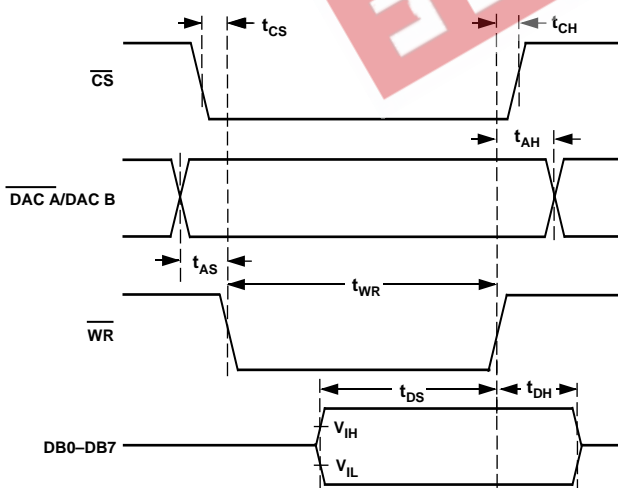 tCS
tCH
CS
tAH
DAC A/DAC B
tAS
tWR
WR
tDS
tDH
VIH
DB0–DB7
VIL